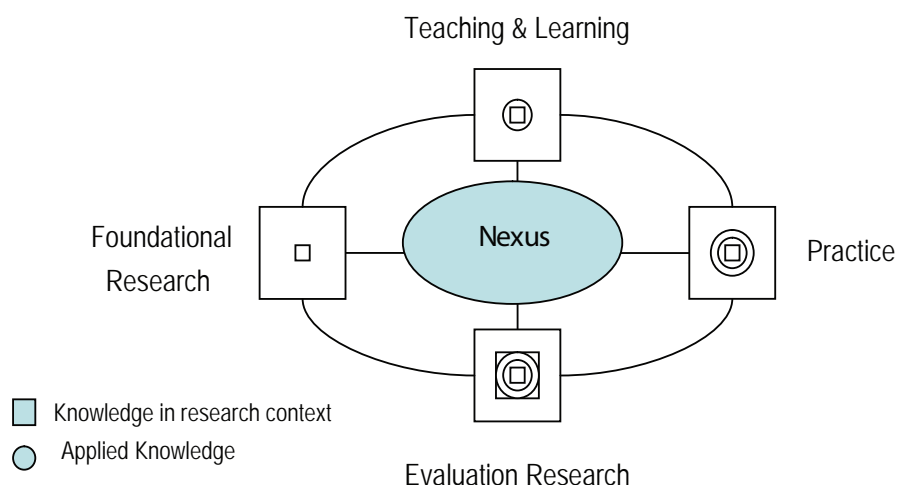 Teaching & Learning
Foundational
Research
Nexus
Practice
Knowledge in research context
Applied Knowledge
Evaluation Research